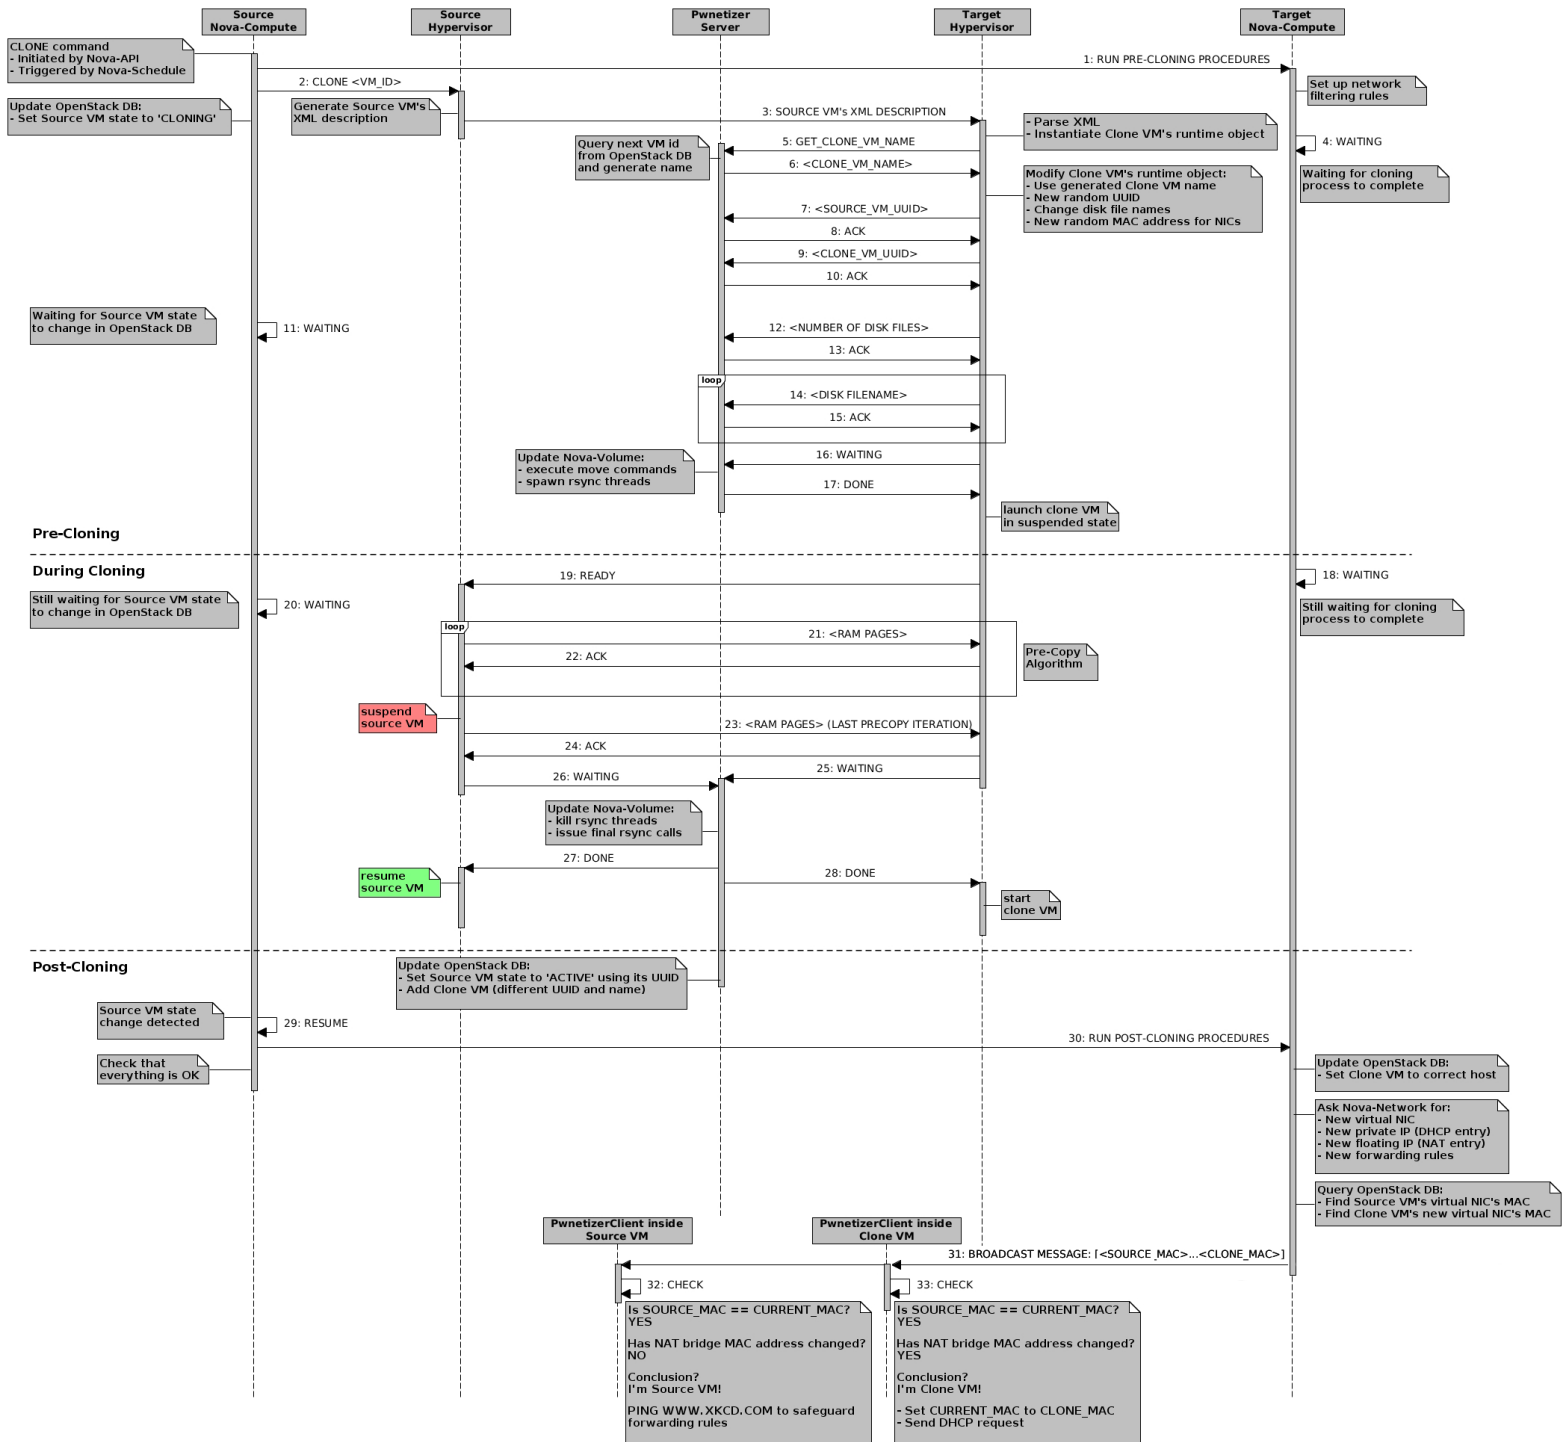 Source
Nova-Compute
Source
Hypervisor
Pwnetizer
Server
Target
Hypervisor
Target
Nova-Compute
CLONE command
- Initiated by Nova-API
- Triggered by Nova-Schedule
1: RUN PRE-CLONING PROCEDURES
2: CLONE <VM_ID>
Set up network
filtering rules
Update OpenStack DB:
- Set Source VM state to 'CLONING'
Generate Source VM's
XML description
3: SOURCE VM's XML DESCRIPTION
- Parse XML
- Instantiate Clone VM's runtime object
Query next VM id
from OpenStack DB
and generate name
5: GET_CLONE_VM_NAME
4: WAITING
6: <CLONE_VM_NAME>
Modify Clone VM's runtime object:
- Use generated Clone VM name
- New random UUID
- Change disk file names
- New random MAC address for NICs
Waiting for cloning
process to complete
7: <SOURCE_VM_UUID>
8: ACK
9: <CLONE_VM_UUID>
10: ACK
Waiting for Source VM state
to change in OpenStack DB
11: WAITING
12: <NUMBER OF DISK FILES>
13: ACK
loop
14: <DISK FILENAME>
15: ACK
Update Nova-Volume:
- execute move commands
- spawn rsync threads
16: WAITING
17: DONE
launch clone VM
in suspended state
Pre-Cloning
During Cloning
19: READY
18: WAITING
Still waiting for Source VM state
to change in OpenStack DB
20: WAITING
Still waiting for cloning
process to complete
loop
21: <RAM PAGES>
22: ACK
Pre-Copy
Algorithm
suspend
source VM
23: <RAM PAGES> (LAST PRECOPY ITERATION)
24: ACK
25: WAITING
26: WAITING
Update Nova-Volume:
- kill rsync threads
- issue final rsync calls
27: DONE
resume
source VM
28: DONE
start
clone VM
Post-Cloning
Update OpenStack DB:
- Set Source VM state to 'ACTIVE' using its UUID
- Add Clone VM (different UUID and name)
Source VM state
change detected
29: RESUME
30: RUN POST-CLONING PROCEDURES
Check that
everything is OK
Update OpenStack DB:
- Set Clone VM to correct host
Ask Nova-Network for:
- New virtual NIC
- New private IP (DHCP entry)
- New floating IP (NAT entry)
- New forwarding rules
Query OpenStack DB:
- Find Source VM's virtual NIC's MAC
- Find Clone VM's new virtual NIC's MAC
PwnetizerClient inside
Source VM
PwnetizerClient inside
Clone VM
31: BROADCAST MESSAGE: [<SOURCE_MAC>...<CLONE_MAC>]
32: CHECK
33: CHECK
Is SOURCE_MAC == CURRENT_MAC?
YES
Has NAT bridge MAC address changed?
NO
Conclusion?
I'm Source VM!
PING WWW.XKCD.COM to safeguard
forwarding rules
Is SOURCE_MAC == CURRENT_MAC?
YES
Has NAT bridge MAC address changed?
YES
Conclusion?
I'm Clone VM!
- Set CURRENT_MAC to CLONE_MAC
- Send DHCP request